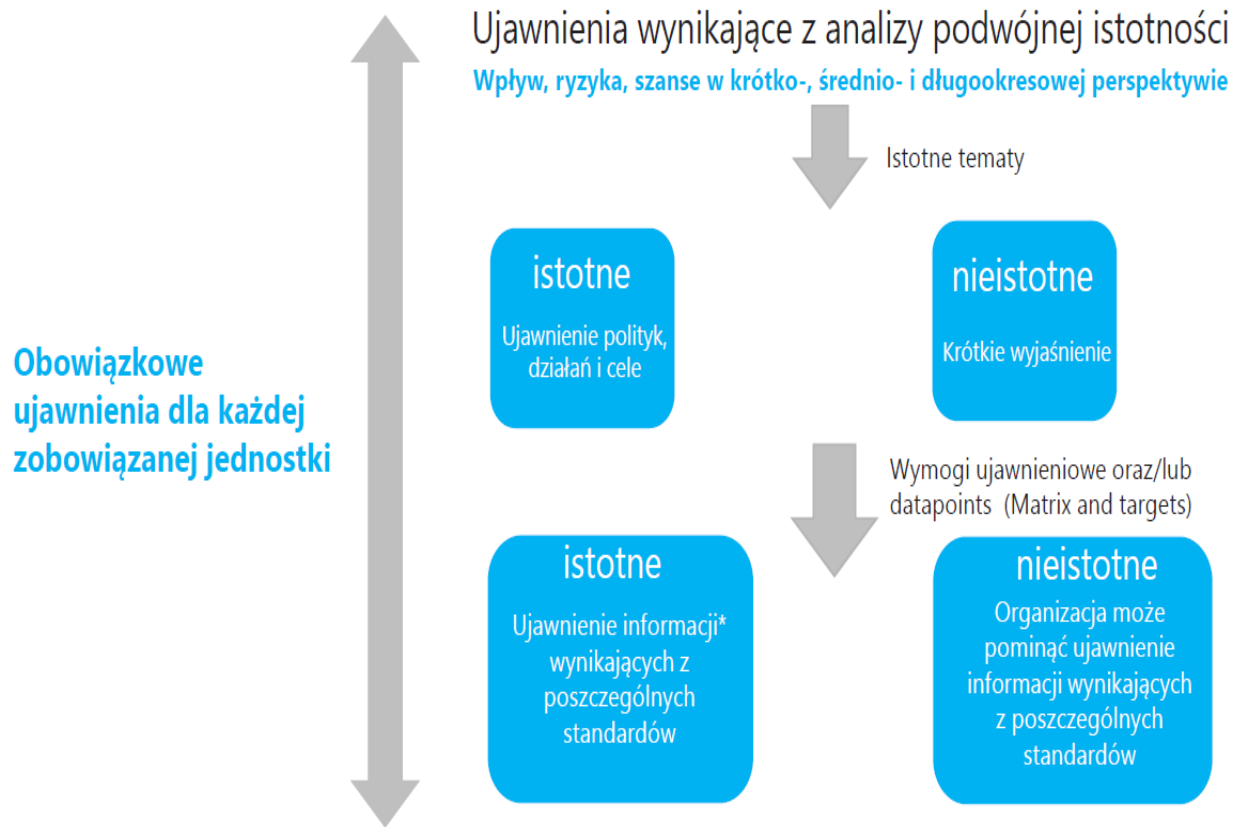 Ujawnienia wynikające z analizy podwójnej istotności
Wpływ, ryzyka, szanse w krótko-, średnio- i długookresowej perspektywie
Istotne tematy
istotne
Ujawnienie polityk,
działań i cele
nieistotne
Krótkie wyjaśnienie
Obowiązkowe
ujawnienia dla każdej
zobowiązanej jednostki
Wymogi ujawnieniowe oraz/lub
datapoints (Matrix and targets)
istotne
Ujawnienie informacji*
wynikających z
poszczególnych
standardów
nieistotne
Organizacja może
pominąć ujawnienie
informacji wynikających
z poszczególnych
standardów